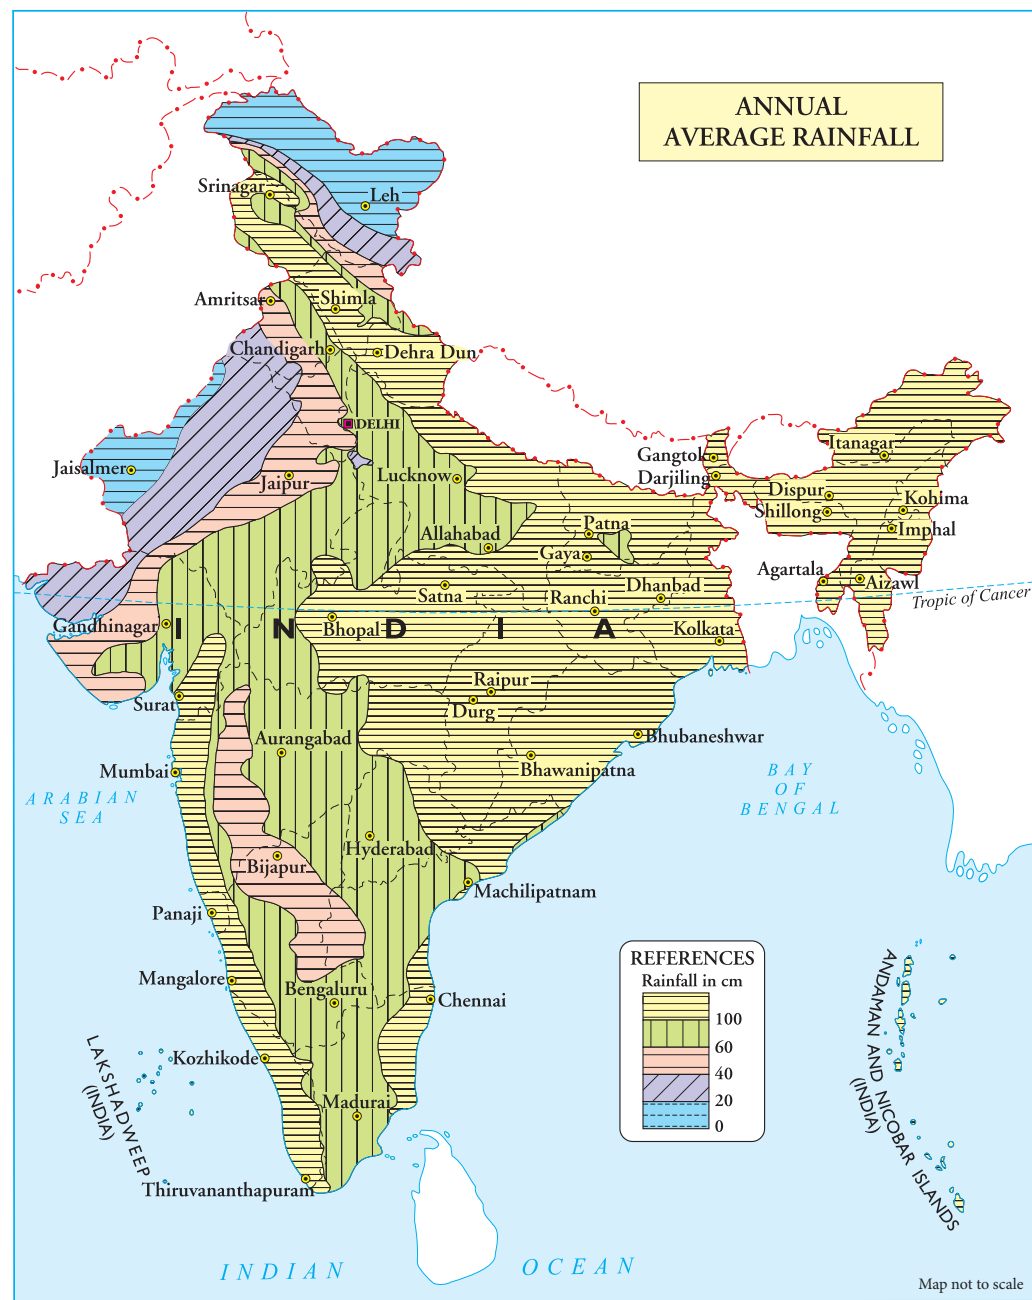 ANNUAL
AVERAGE RAINFALL
Srinagar
Leh
Amritsar
Shimla
Chandigarh
Dehra Dun
DELHI
Jaisalmer
Jaipur
Lucknow
Gangtok
Darjiling
Itanagar
Dispur
Shillong
Kohima
Imphal
Allahabad
Patna
Gaya
Agartala
Aizawl
Satna
Ranchi
Dhanbad
Tropic of Cancer
Gandhinagar
INDIA
Bhopal
Kolkata
Surat
Raipur
Durg
Aurangabad
Bhubaneshwar
Mumbai
Bhawanipatna
ARABIAN
SEA
BAY
OF
BENGAL
Hyderabad
Bijapur
Machilipatnam
Panaji
Mangalore
Bengaluru
Chennai
Kozhikode
Madurai
Thiruvananthapuram
LAKSHADWEEP
(INDIA)
ANDAMAN AND NICOBAR ISLANDS
(INDIA)
REFERENCES
Rainfall in cm
100
60
40
20
0
INDIAN OCEAN
Map not to scale